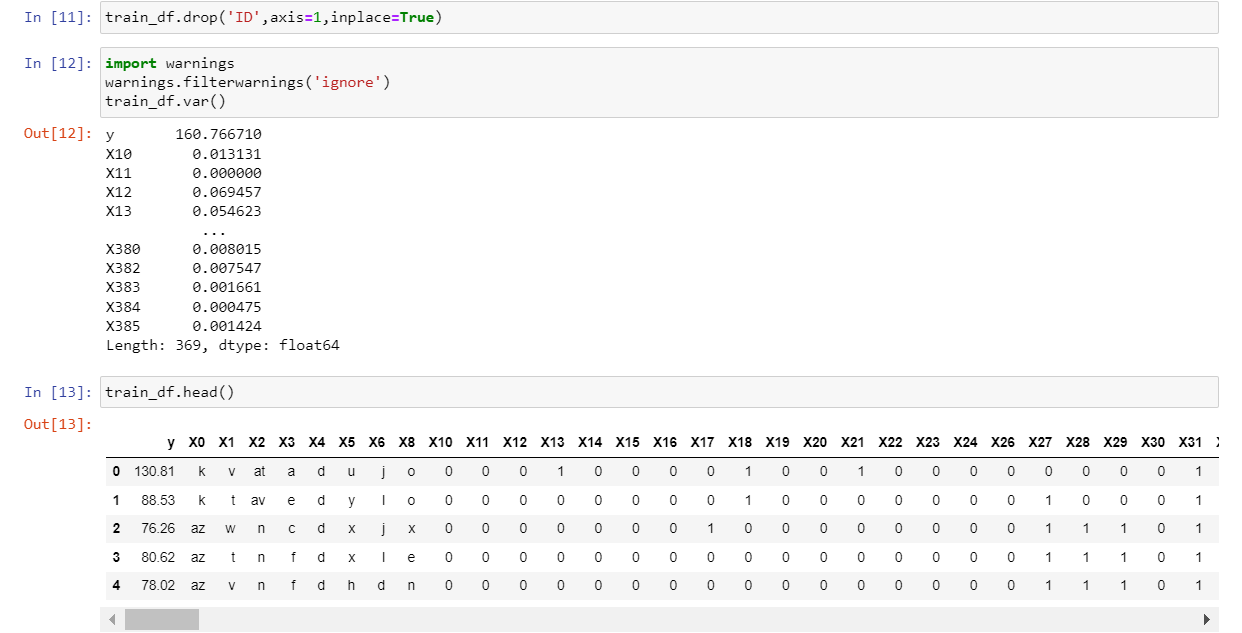 In [11]: train_df.drop('ID',axis=1,inplace=True)
In [12]: import warnings
warnings.filterwarnings('ignore')
train_df.var()
Out[12]: y 160.766710
X10 0.013131
X11 0.000000
X12 0.069457
X13 0.054623
...
X380 0.008015
X382 0.007547
X383 0.001661
X384 0.000475
X385 0.001424
Length: 369, dtype: float64
In [13]: train_df.head()
Out[13]:
y X0 X1 X2 X3 X4 X5 X6 X8 X10 X11 X12 X13 X14 X15 X16 X17 X18 X19 X20 X21 X22 X23 X24 X26 X27 X28 X29 X30 X31
0 130.81 k v at a d u j o 0 0 0 1 0 0 0 0 1 0 0 1 0 0 0 0 0 0 0 0 1
1 88.53 k t av e d y l o 0 0 0 0 0 0 0 0 1 0 0 0 0 0 0 0 1 0 0 0 1
2 76.26 az w n c d x j x 0 0 0 0 0 0 0 1 0 0 0 0 0 0 0 0 1 1 1 0 1
3 80.62 az t n f d x l e 0 0 0 0 0 0 0 0 0 0 0 0 0 0 0 0 1 1 1 0 1
4 78.02 az v n f d h d n 0 0 0 0 0 0 0 0 0 0 0 0 0 0 0 0 1 1 1 0 1